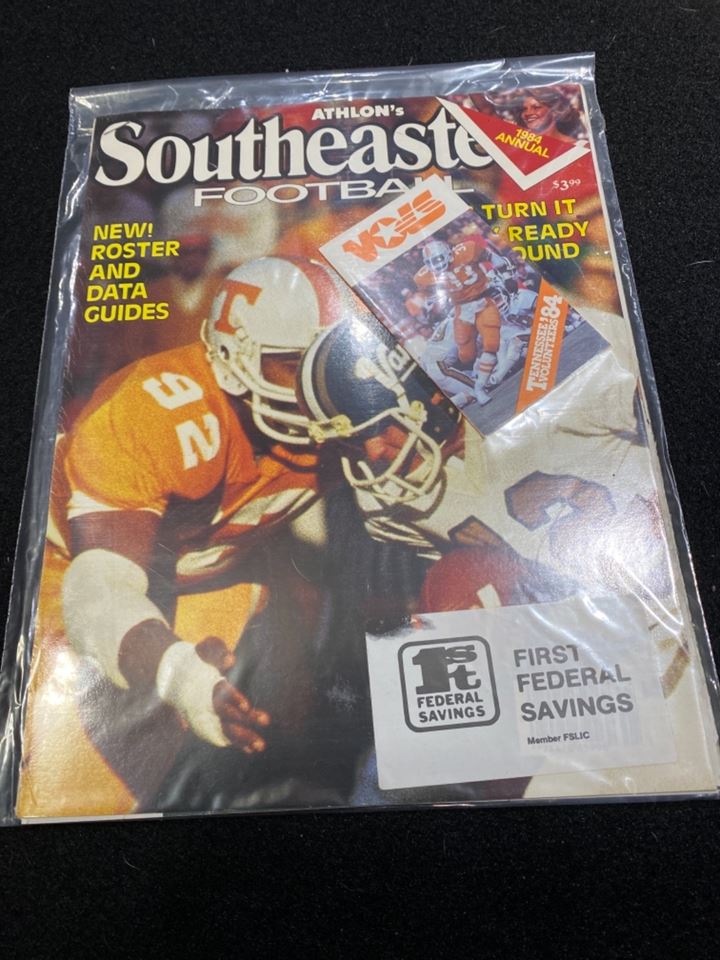 ATHLON's
Southeaste
FOOTBALL
1984
ANNUAL
$3.99
NEW!
ROSTER
AND
DATA
GUIDES
TURN IT
READY
OUND
VOLS
TENNESSEE '84
VOLUNTEERS
T
92
33
1st
FEDERAL
SAVINGS
FIRST
FEDERAL
SAVINGS
Member FSLIC